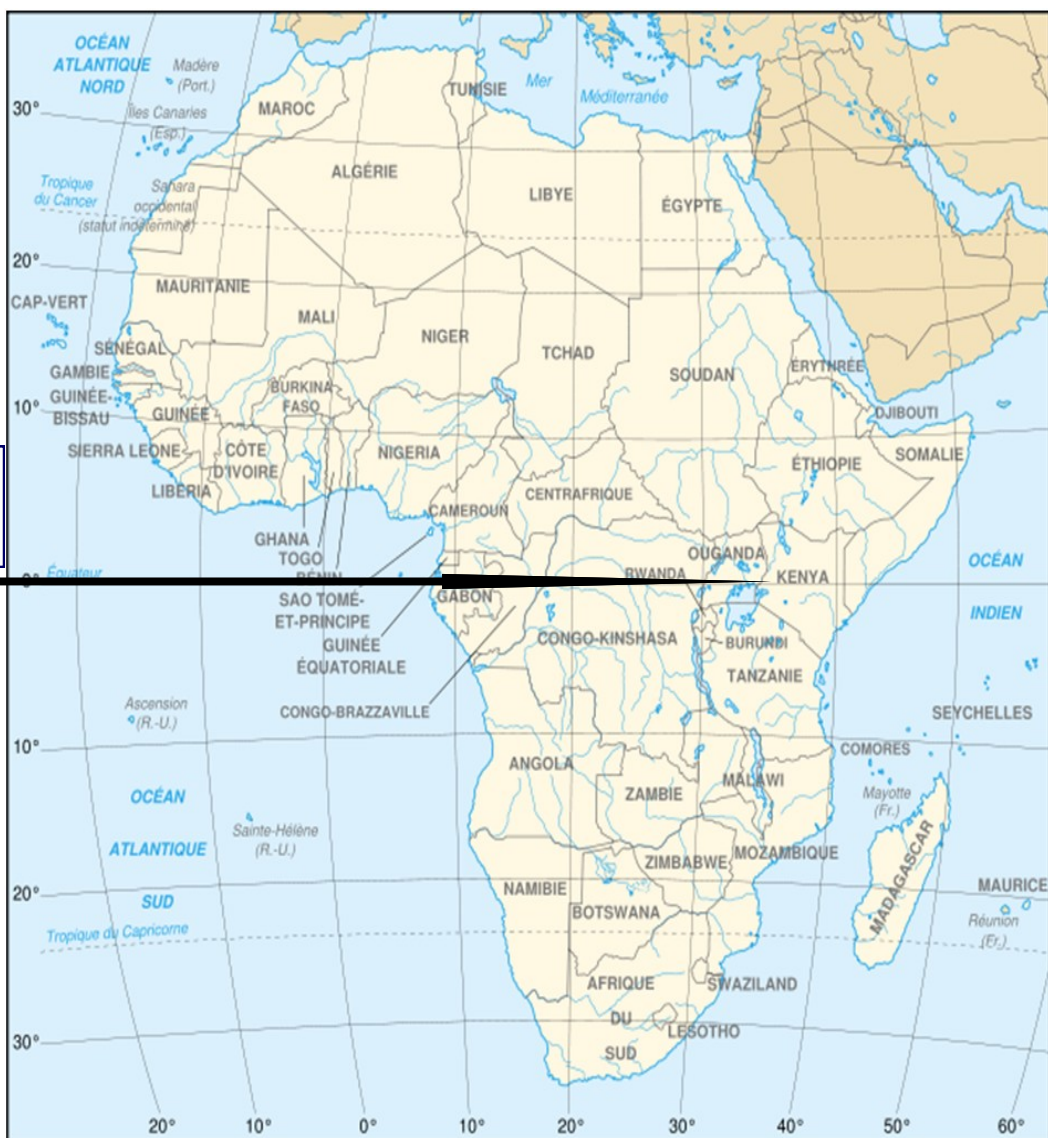 OCÉAN
ATLANTIQUE
NORD
Madère
(Port.)
Îles Canaries
(Esp.)
Mer
Méditerranée
TUNISIE
MAROC
30°
ALGÉRIE
LIBYE
ÉGYPTE
Tropique
du Cancer
Sahara
occidental
(statut indéterminé)
20°
MAURITANIE
CAP-VERT
MALI
NIGER
TCHAD
SOUDAN
ÉRYTHRÉE
SÉNÉGAL
GAMBIE
GUINÉE-
BISSAU
BURKINA
FASO
10°
GUINÉE
DJIBOUTI
SIERRA LEONE
CÔTE
D'IVOIRE
NIGERIA
ÉTHIOPIE
SOMALIE
LIBERIA
CENTRAFRIQUE
CAMEROUN
GHANA
TOGO
BÉNIN
OUGANDA
OCÉAN
INDIEN
Équateur
0°
RWANDA
KENYA
GABON
SAO TOMÉ-
ET-PRINCIPE
GUINÉE
ÉQUATORIALE
CONGO-KINSHASA
BURUNDI
TANZANIE
CONGO-BRAZZAVILLE
Ascension
(R.-U.)
SEYCHELLES
10°
COMORES
ANGOLA
MALAWI
ZAMBIE
Mayotte
(Fr.)
OCÉAN
ATLANTIQUE
SUD
Sainte-Hélène
(R.-U.)
MOZAMBIQUE
ZIMBABWE
MADAGASCAR
NAMIBIE
BOTSWANA
MAURICE
Réunion
(Fr.)
20°
Tropique du Capricorne
AFRIQUE
DU
SUD
SWAZILAND
LESOTHO
30°
20°
10°
0°
10°
20°
30°
40°
50°
60°